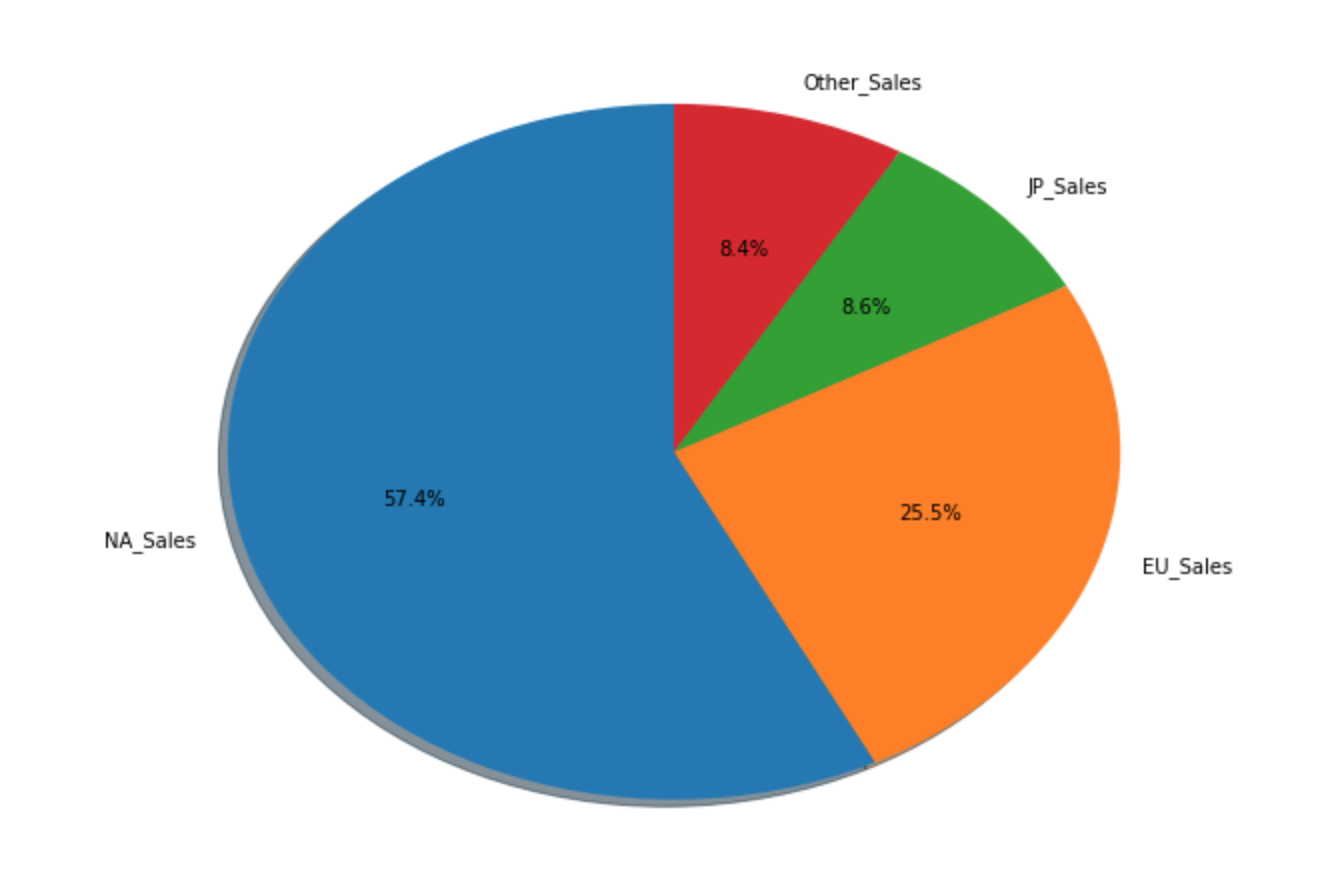 Other_Sales
JP_Sales
8.4%
8.6%
57.4%
25.5%
NA_Sales
EU_Sales